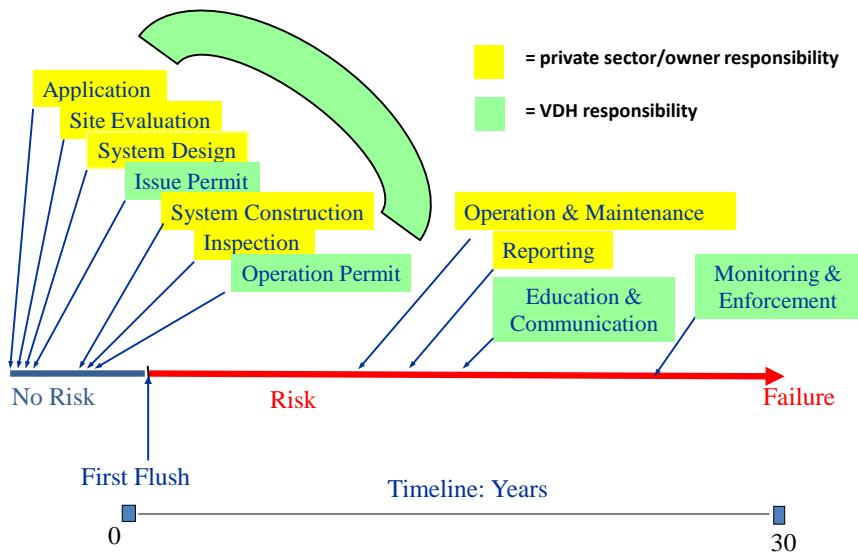 = private sector/owner responsibility
= VDH responsibility
Application
Site Evaluation
System Design
Issue Permit
System Construction
Inspection
Operation Permit
Operation & Maintenance
Reporting
Education &
Communication
Monitoring &
Enforcement
No Risk
Risk
Failure
First Flush
Timeline: Years
0
30